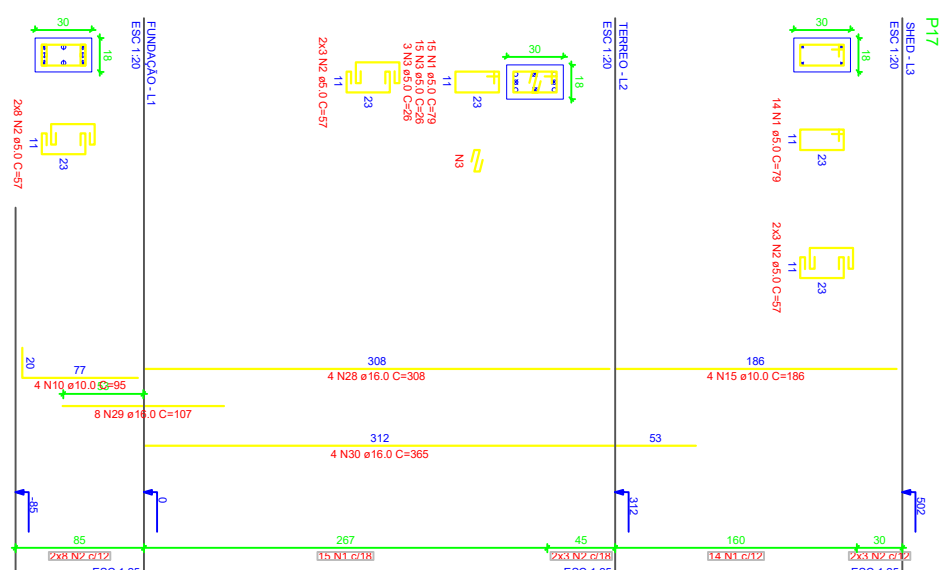 P17
SHED - L3
ESC 1:20
30
18
14 N1 ø5.0 C=79
11
23
2x3 N2 ø5.0 C=57
11
23
TERREO - L2
ESC 1:20
30
18
15 N1 ø5.0 C=79
15 N3 ø5.0 C=26
3 N3 ø5.0 C=26
11
23
2x3 N2 ø5.0 C=57
11
23
N3
FUNDAÇÃO - L1
ESC 1:20
30
18
2x8 N2 ø5.0 C=57
11
23
20
77
4 N10 ø10.0 C=95
308
4 N28 ø16.0 C=308
186
4 N15 ø10.0 C=186
8 N29 ø16.0 C=107
312
53
4 N30 ø16.0 C=365
-85
0
312
502
85
267
45
160
30
2x8 N2 c/12
15 N1 c/18
2x3 N2 c/18
14 N1 c/12
2x3 N2 c/12